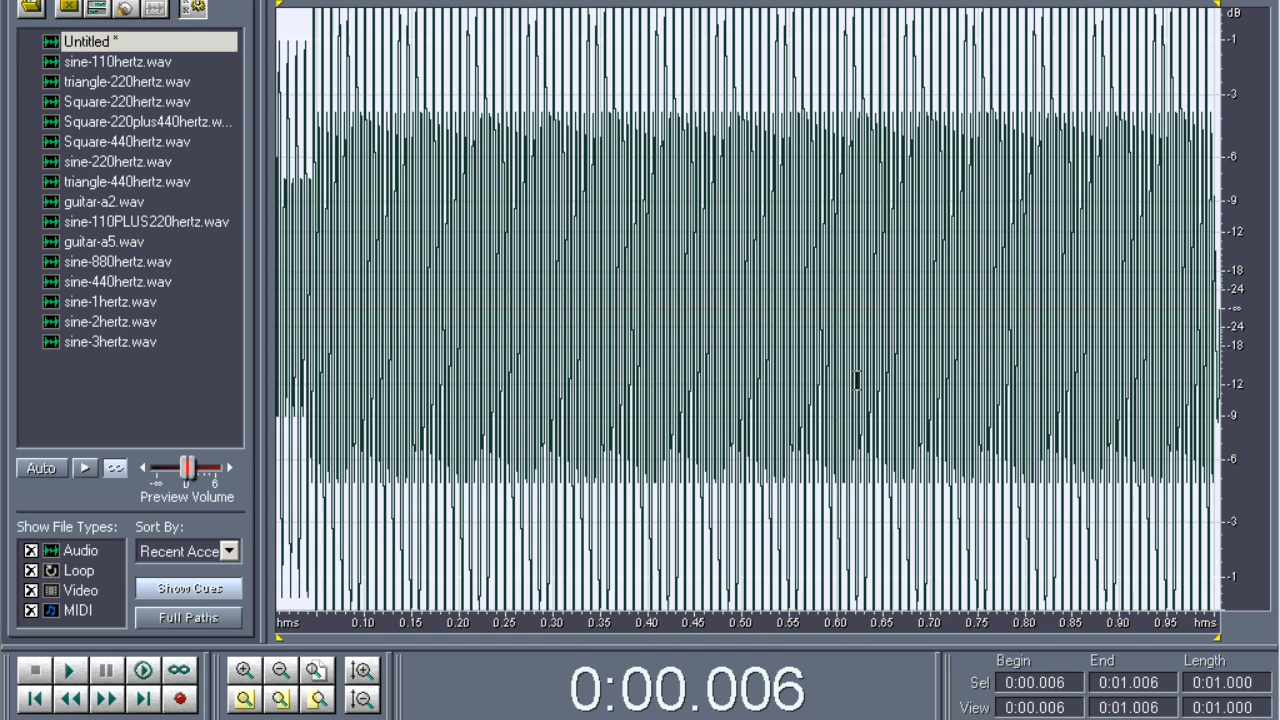 Untitled *
sine-110hertz.wav
triangle-220hertz.wav
Square-220hertz.wav
Square-220plus440hertz.w...
Square-440hertz.wav
sine-220hertz.wav
triangle-440hertz.wav
guitar-a2.wav
sine-110PLUS220hertz.wav
guitar-a5.wav
sine-880hertz.wav
sine-440hertz.wav
sine-1hertz.wav
sine-2hertz.wav
sine-3hertz.wav
Auto
-∞ 0 6
Preview Volume
Show File Types: Sort By:
Audio
Loop
Video
MIDI
Recent Acce
Show Cues
Full Paths
dB
-1
-3
-6
-9
-12
-18
-24
-∞
-24
-18
-12
-9
-6
-3
-1
hms 0.10 0.15 0.20 0.25 0.30 0.35 0.40 0.45 0.50 0.55 0.60 0.65 0.70 0.75 0.80 0.85 0.90 0.95 hms
0:00.006
Begin End Length
Sel 0:00.006 0:01.006 0:01.000
View 0:00.006 0:01.006 0:01.000